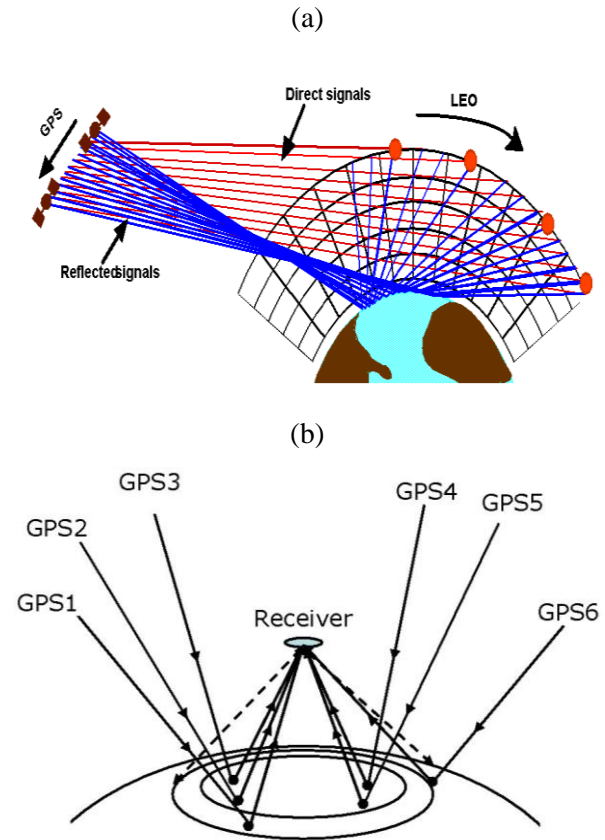 (a)
GPS
Direct signals
LEO
Reflectedsignals
(b)
GPS3
GPS4
GPS2
GPS5
GPS1
Receiver
GPS6